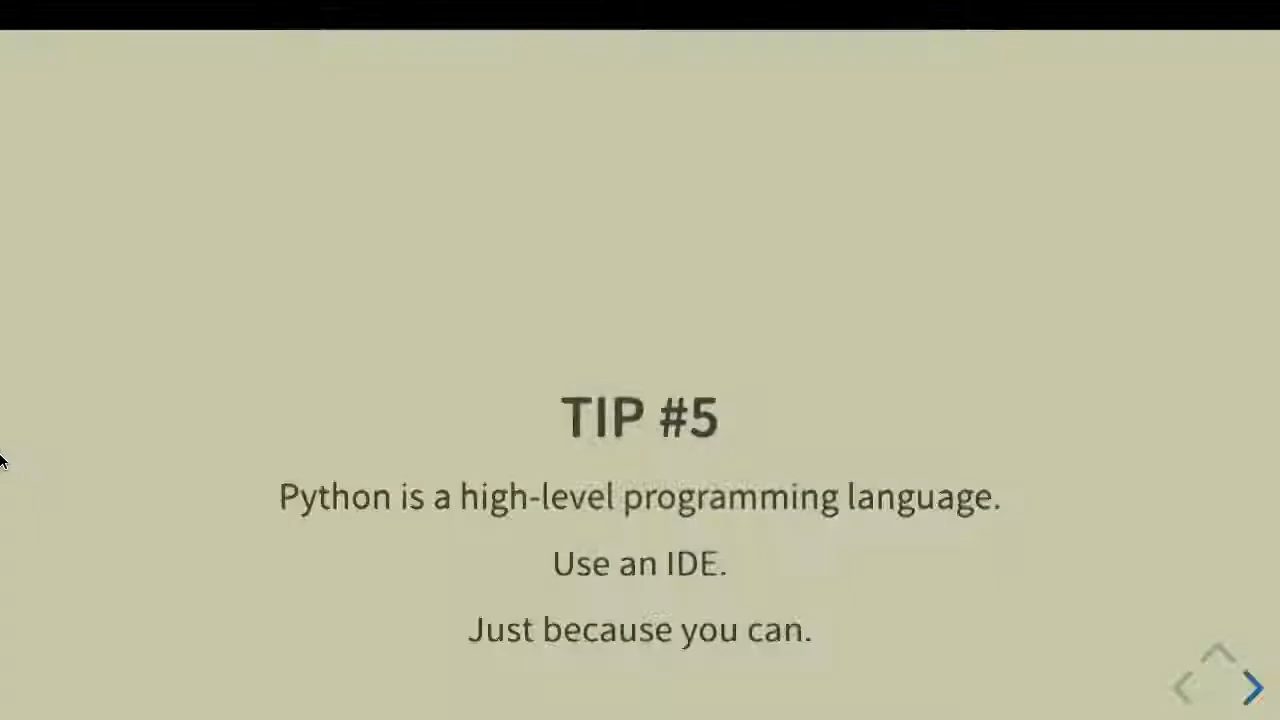 TIP #5
Python is a high-level programming language.
Use an IDE.
Just because you can.